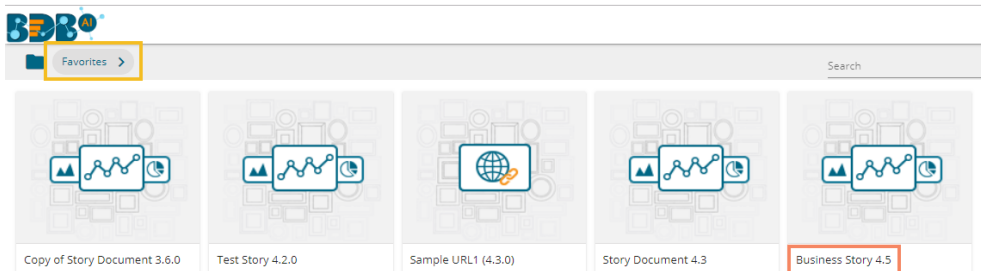 BDB AI
Favorites
Search
Copy of Story Document 3.6.0
Test Story 4.2.0
Sample URL1 (4.3.0)
Story Document 4.3
Business Story 4.5